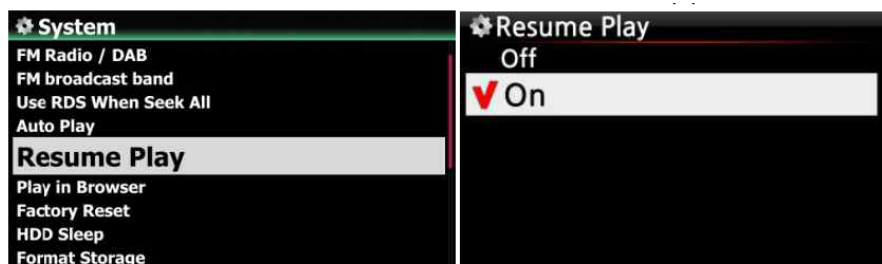 System
FM Radio / DAB
FM broadcast band
Use RDS When Seek All
Auto Play
Resume Play
Play in Browser
Factory Reset
HDD Sleep
Format Storage
Resume Play
Off
On